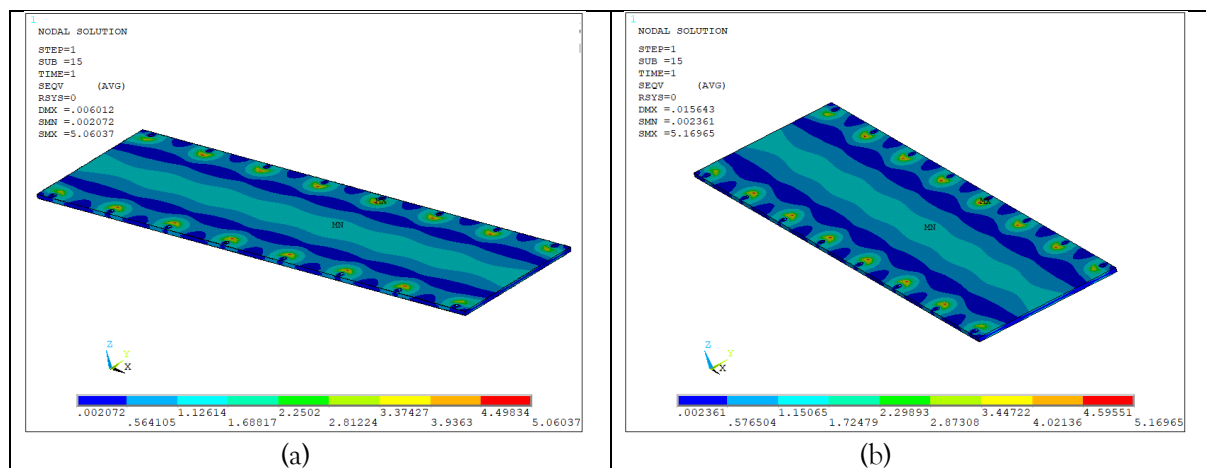 1
NODAL SOLUTION
STEP=1
SUB =15
TIME=1
SEQV (AVG)
RSYS=0
DMX =.006012
SMN =.002072
SMX =5.06037
MX
MN
Z
Y
X
.002072 1.12614 2.2502 3.37427 4.49834
.564105 1.68817 2.81224 3.9363 5.06037
(a)
1
NODAL SOLUTION
STEP=1
SUB =15
TIME=1
SEQV (AVG)
RSYS=0
DMX =.015643
SMN =.002361
SMX =5.16965
MX
MN
Z
Y
X
.002361 1.15065 2.29893 3.44722 4.59551
.576504 1.72479 2.87308 4.02136 5.16965
(b)